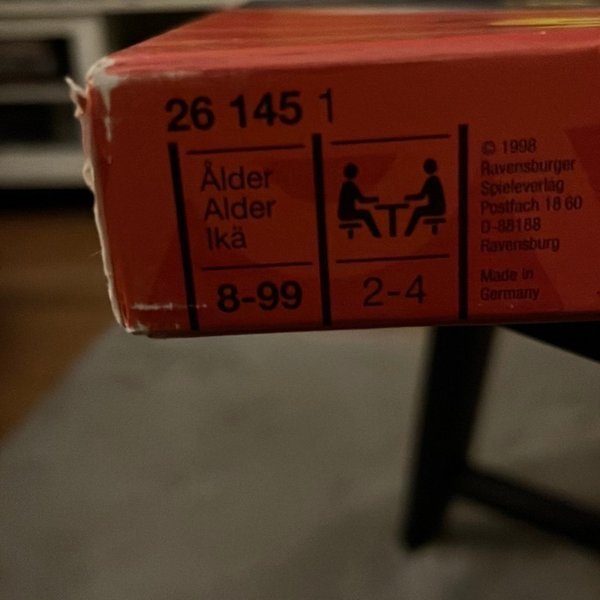 26 145 1
Ålder
Alder
Ikä
8-99
2-4
© 1998
Ravensburger
Spieleverlag
Postfach 18 60
D-88188
Ravensburg
Made in
Germany